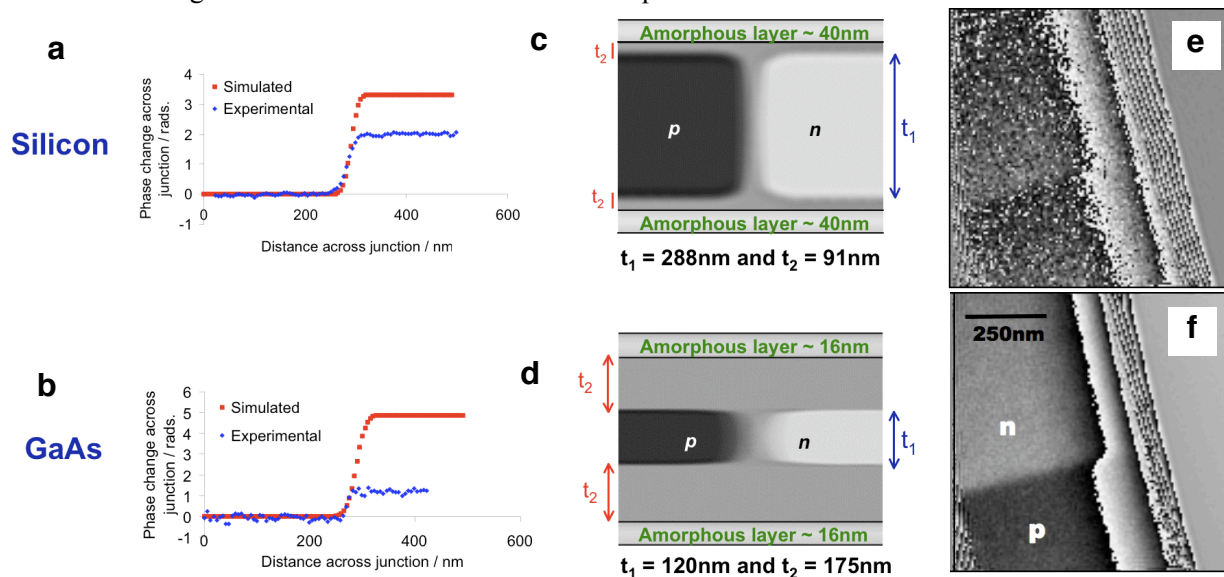 a
Silicon
Phase change across
junction / rads.
4
3
2
1
0
-1
Simulated
Experimental
0
200
400
600
Distance across junction / nm
b
GaAs
Phase change across
junction / rads.
6
5
4
3
2
1
0
-1
Simulated
Experimental
0
200
400
600
Distance across junction / nm
c
Amorphous layer ~ 40nm
t2
p
n
t1
t2
Amorphous layer ~ 40nm
t1 = 288nm and t2 = 91nm
d
Amorphous layer ~ 16nm
t2
p
n
t1
t2
Amorphous layer ~ 16nm
t1 = 120nm and t2 = 175nm
e
f
250nm
n
p